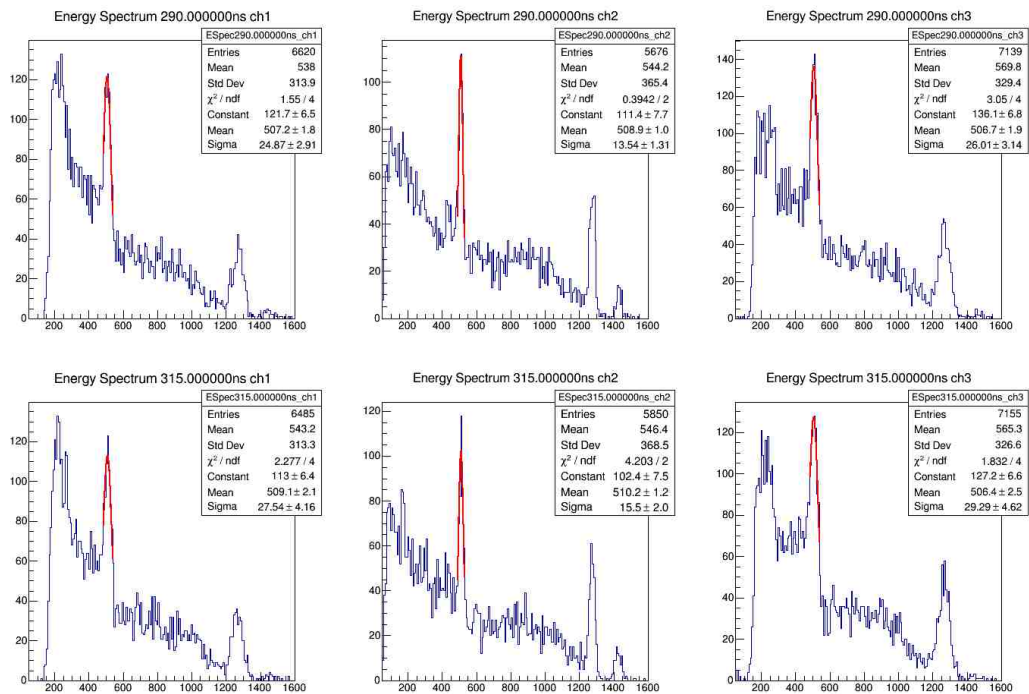 Energy Spectrum 290.000000ns ch1
ESpec290.000000ns_ch1
Entries 6620
Mean 538
Std Dev 313.9
χ² / ndf 1.55 / 4
Constant 121.7 ± 6.5
Mean 507.2 ± 1.8
Sigma 24.87 ± 2.91
120
100
80
60
40
20
0
200 400 600 800 1000 1200 1400 1600
Energy Spectrum 290.000000ns ch2
ESpec290.000000ns_ch2
Entries 5676
Mean 544.2
Std Dev 365.4
χ² / ndf 0.3942 / 2
Constant 111.4 ± 7.7
Mean 508.9 ± 1.0
Sigma 13.54 ± 1.31
100
80
60
40
20
0
200 400 600 800 1000 1200 1400 1600
Energy Spectrum 290.000000ns ch3
ESpec290.000000ns_ch3
Entries 7139
Mean 569.8
Std Dev 329.4
χ² / ndf 3.05 / 4
Constant 136.1 ± 6.8
Mean 506.7 ± 1.9
Sigma 26.01 ± 3.14
140
120
100
80
60
40
20
0
200 400 600 800 1000 1200 1400 1600
Energy Spectrum 315.000000ns ch1
ESpec315.000000ns_ch1
Entries 6485
Mean 543.2
Std Dev 313.3
χ² / ndf 2.277 / 4
Constant 113 ± 6.4
Mean 509.1 ± 2.1
Sigma 27.54 ± 4.16
120
100
80
60
40
20
0
200 400 600 800 1000 1200 1400 1600
Energy Spectrum 315.000000ns ch2
ESpec315.000000ns_ch2
Entries 5850
Mean 546.4
Std Dev 368.5
χ² / ndf 4.203 / 2
Constant 102.4 ± 7.5
Mean 510.2 ± 1.2
Sigma 15.5 ± 2.0
120
100
80
60
40
20
0
200 400 600 800 1000 1200 1400 1600
Energy Spectrum 315.000000ns ch3
ESpec315.000000ns_ch3
Entries 7155
Mean 565.3
Std Dev 326.6
χ² / ndf 1.832 / 4
Constant 127.2 ± 6.6
Mean 506.4 ± 2.5
Sigma 29.29 ± 4.62
120
100
80
60
40
20
0
200 400 600 800 1000 1200 1400 1600